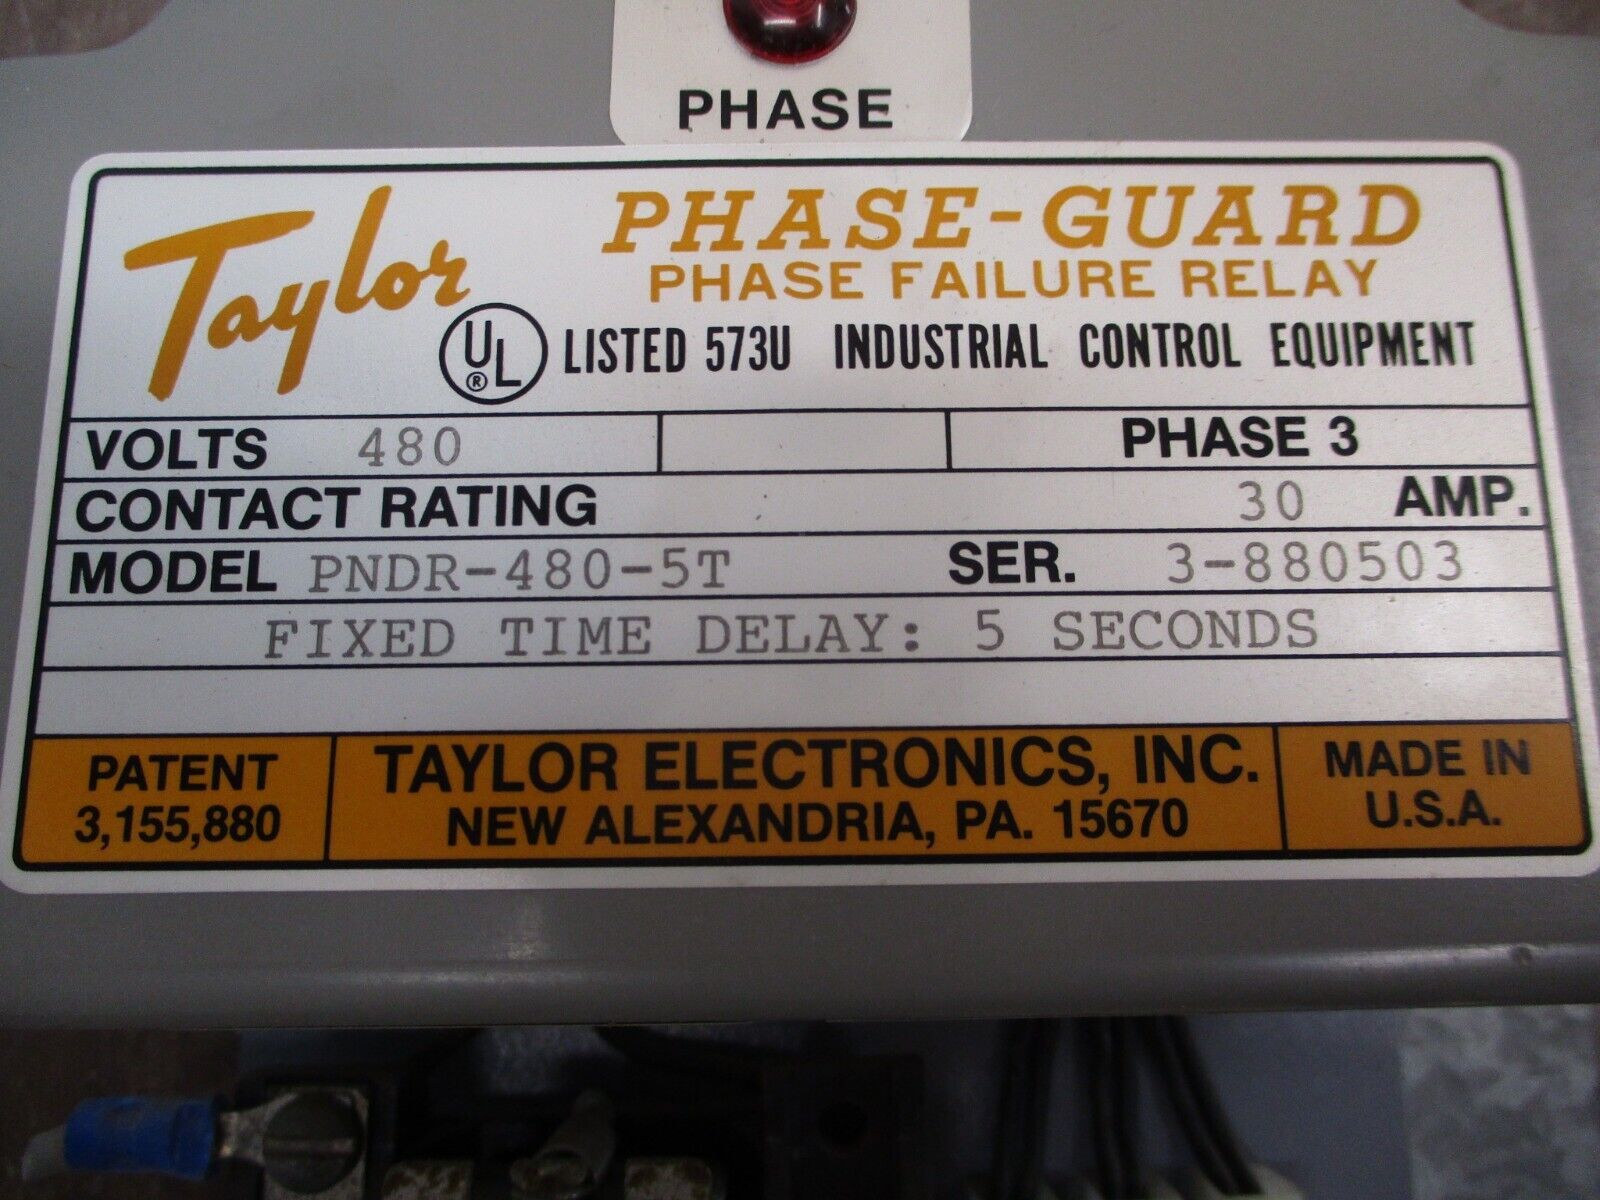 PHASE
Taylor
PHASE-GUARD
PHASE FAILURE RELAY
UL ® LISTED 573U INDUSTRIAL CONTROL EQUIPMENT
VOLTS 480 PHASE 3
CONTACT RATING 30 AMP.
MODEL PNDR-480-5T SER. 3-880503
FIXED TIME DELAY: 5 SECONDS
PATENT
3,155,880
TAYLOR ELECTRONICS, INC.
NEW ALEXANDRIA, PA. 15670
MADE IN
U.S.A.